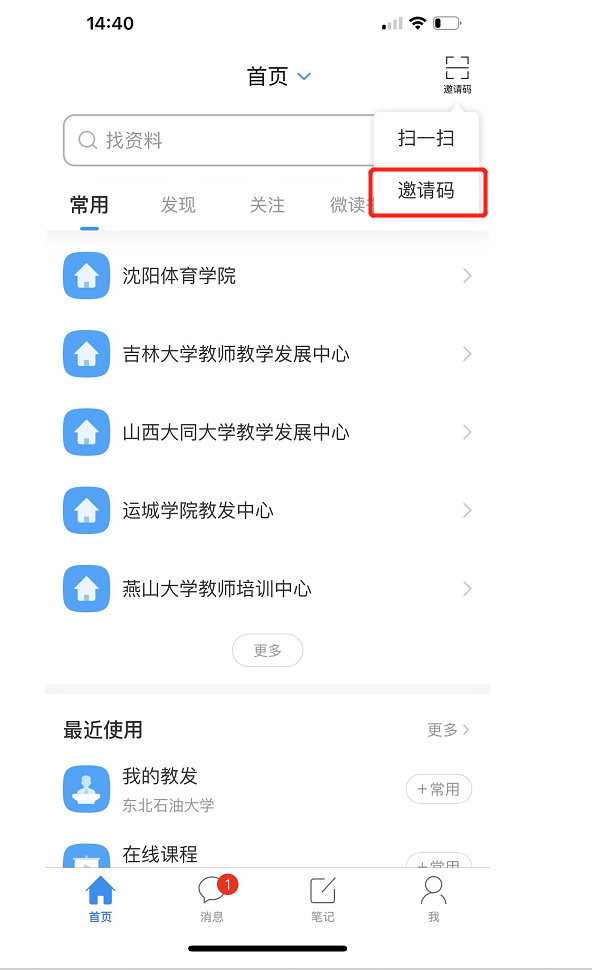 14:40
首页
邀请码
找资料
扫一扫
邀请码
常用
发现
关注
微读
沈阳体育学院
吉林大学教师教学发展中心
山西大同大学教学发展中心
运城学院教发中心
燕山大学教师培训中心
更多
最近使用
更多
我的教发
+常用
东北石油大学
在线课程
+常用
1
首页
消息
笔记
我